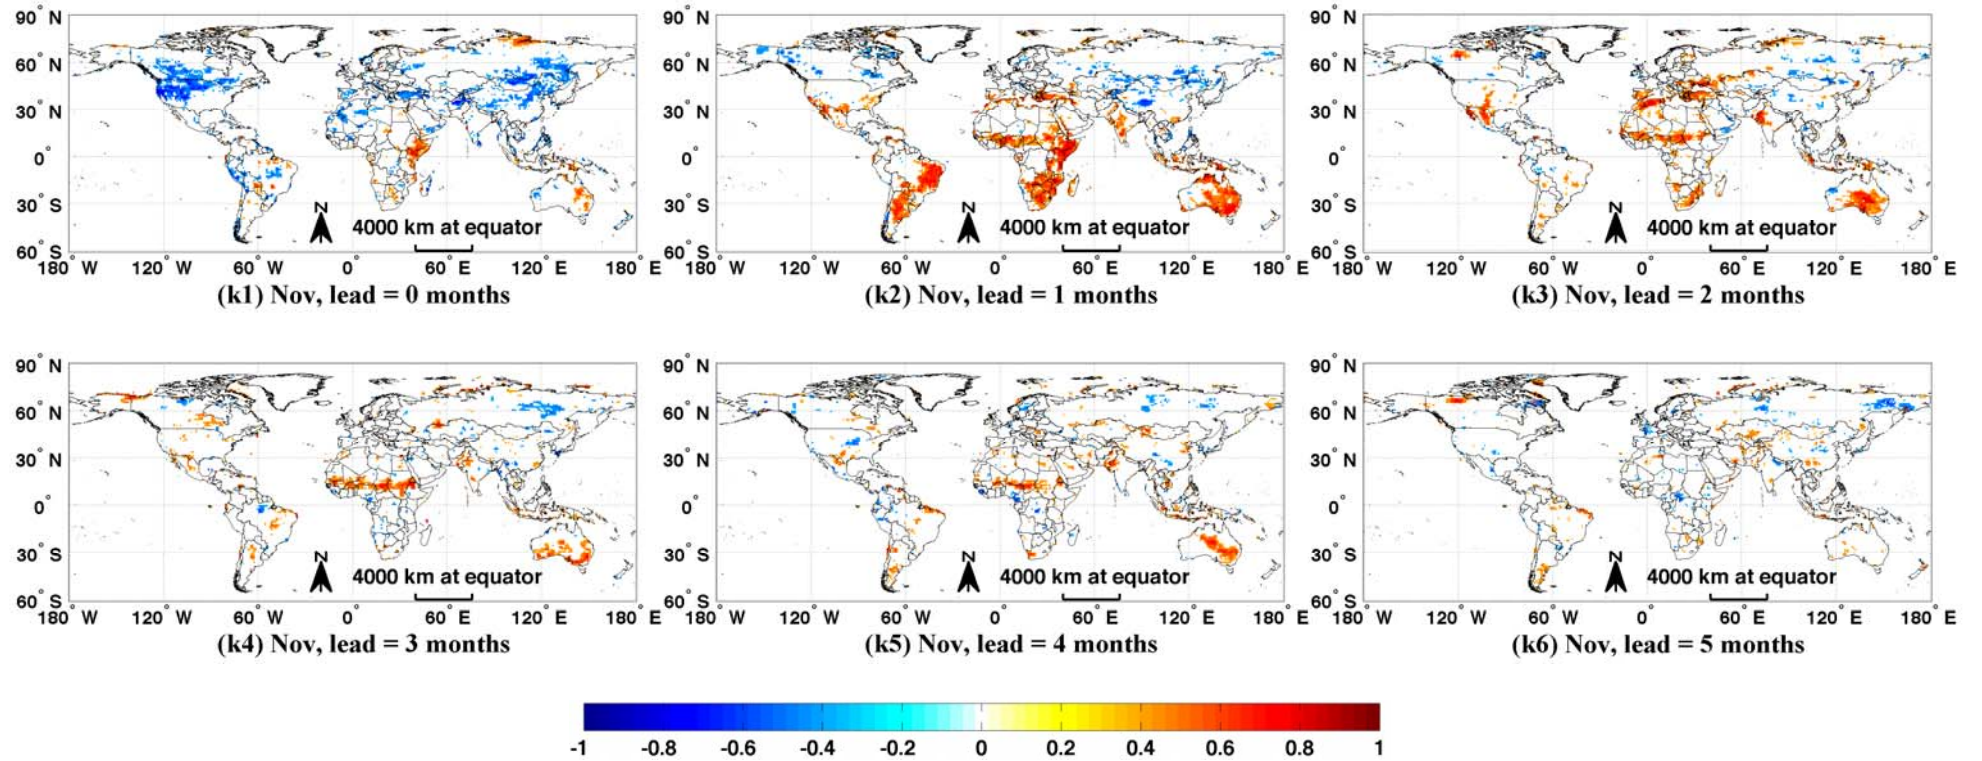 90° N 90° N 90° N
60° N 60° N 60° N
30° N 30° N 30° N
0° 0° 0°
30° S 30° S 30° S
N N N
4000 km at equator 4000 km at equator 4000 km at equator
60° S 60° S 60° S
180° W 120° W 60° W 0° 60° E 120° E 180° E 180° W 120° W 60° W 0° 60° E 120° E 180° E 180° W 120° W 60° W 0° 60° E 120° E 180° E
(k1) Nov, lead = 0 months (k2) Nov, lead = 1 months (k3) Nov, lead = 2 months
90° N 90° N 90° N
60° N 60° N 60° N
30° N 30° N 30° N
0° 0° 0°
30° S 30° S 30° S
N N N
4000 km at equator 4000 km at equator 4000 km at equator
60° S 60° S 60° S
180° W 120° W 60° W 0° 60° E 120° E 180° E 180° W 120° W 60° W 0° 60° E 120° E 180° E 180° W 120° W 60° W 0° 60° E 120° E 180° E
(k4) Nov, lead = 3 months (k5) Nov, lead = 4 months (k6) Nov, lead = 5 months
-1 -0.8 -0.6 -0.4 -0.2 0 0.2 0.4 0.6 0.8 1